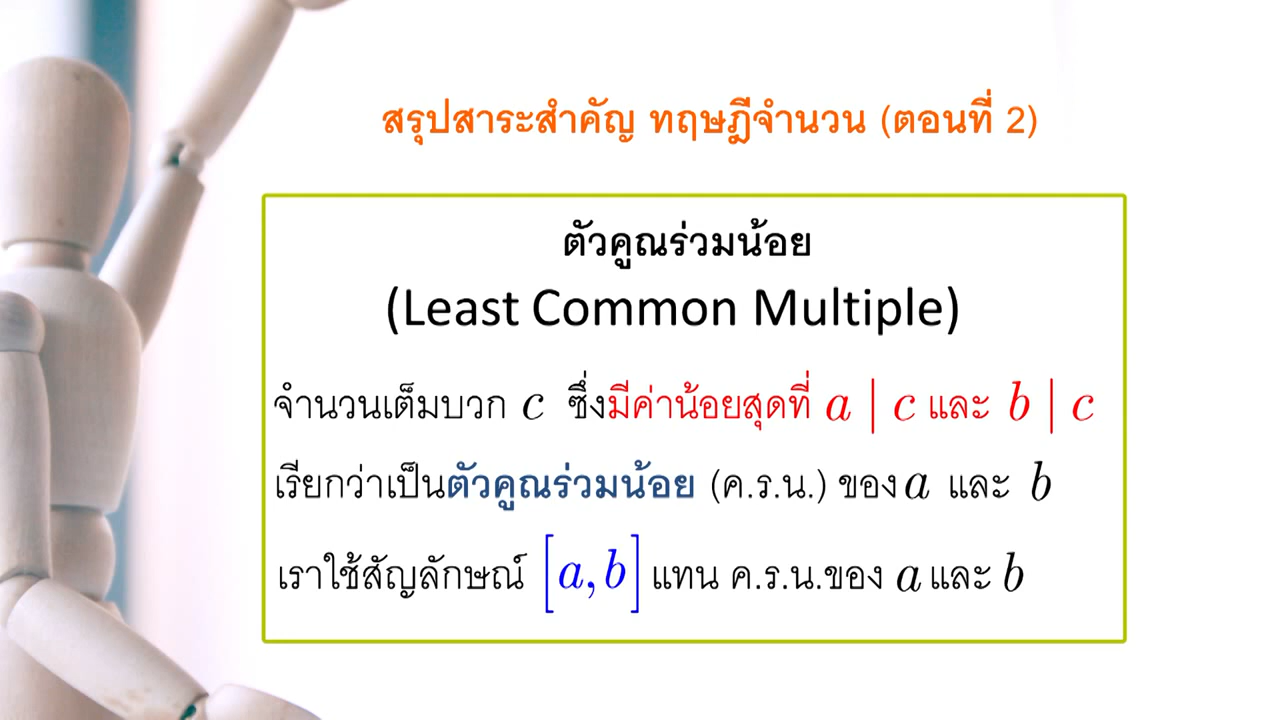 สรุปสาระสำคัญ ทฤษฎีจำนวน (ตอนที่ 2)
ตัวคูณร่วมน้อย
(Least Common Multiple)
จำนวนเต็มบวก c ซึ่งมีค่าน้อยสุดที่ a | c และ b | c
เรียกว่าเป็นตัวคูณร่วมน้อย (ค.ร.น.) ของ a และ b
เราใช้สัญลักษณ์ [a, b] แทน ค.ร.น.ของ a และ b